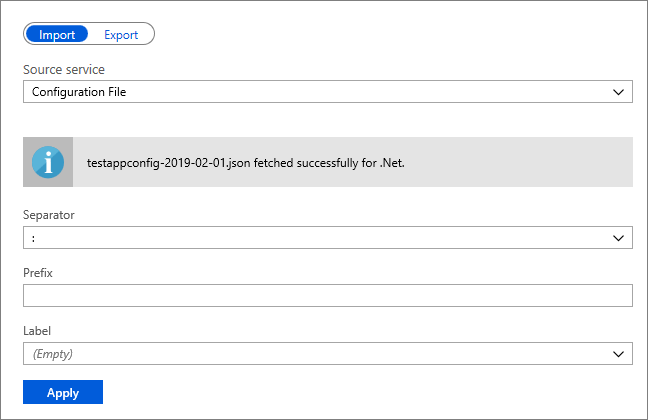 Import Export
Source service
Configuration File
i
testappconfig-2019-02-01.json fetched successfully for .Net.
Separator
:
Prefix
Label
(Empty)
Apply